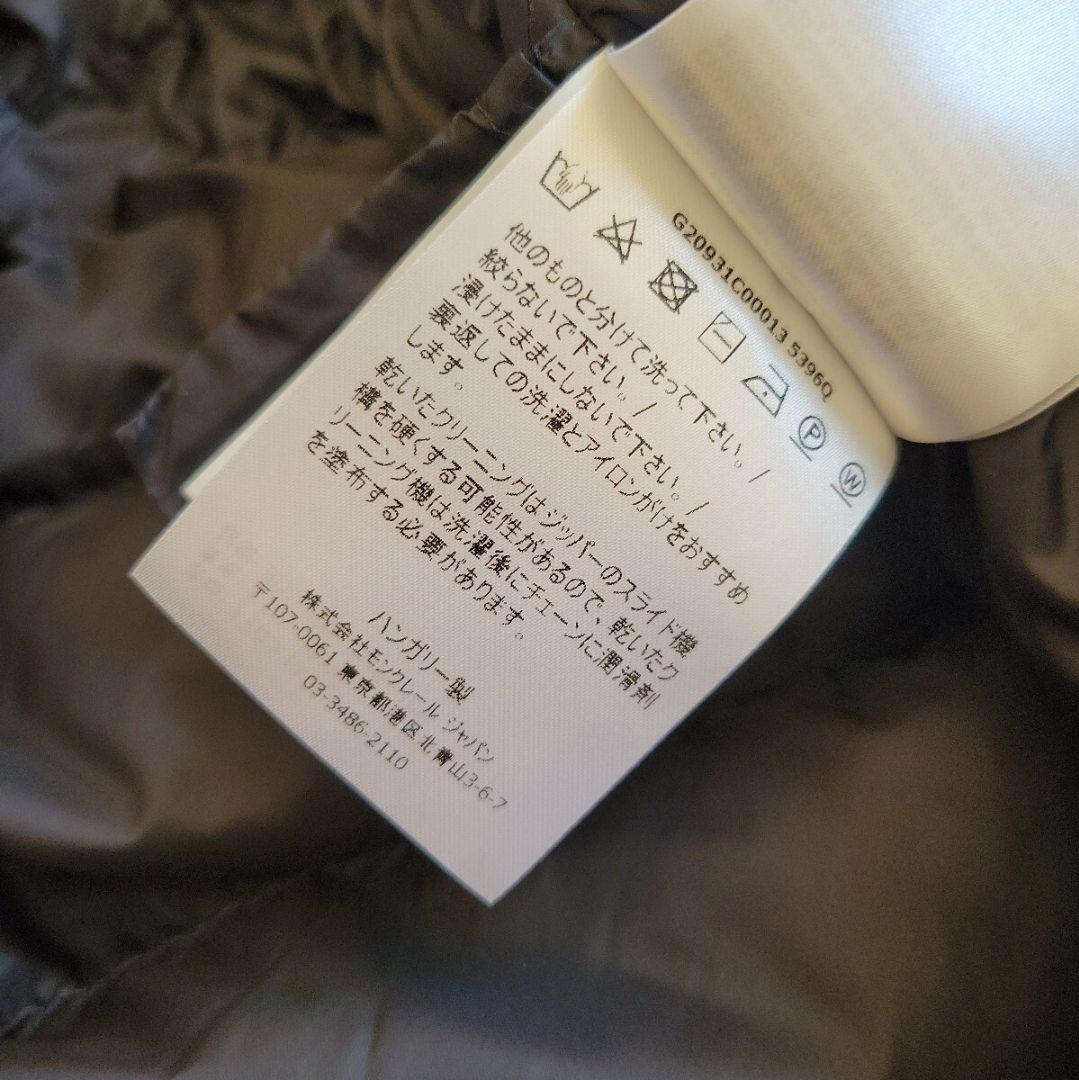 G20931C00013 5396Q
P
W
他のものと分けて洗って下さい。/
絞らないで下さい。/
浸けたままにしないで下さい。/
裏返しての洗濯とアイロンがけをおすすめ
します。
乾いたクリーニングはジッパーのスライド機
構を硬くする可能性があるので、乾いたク
リーニング機は洗濯後にチェーンに潤滑剤
を塗布する必要があります。
ハンガリー製
株式会社モンクレール ジャパン
〒107-0061 東京都港区北青山3-6-7
03-3486-2110